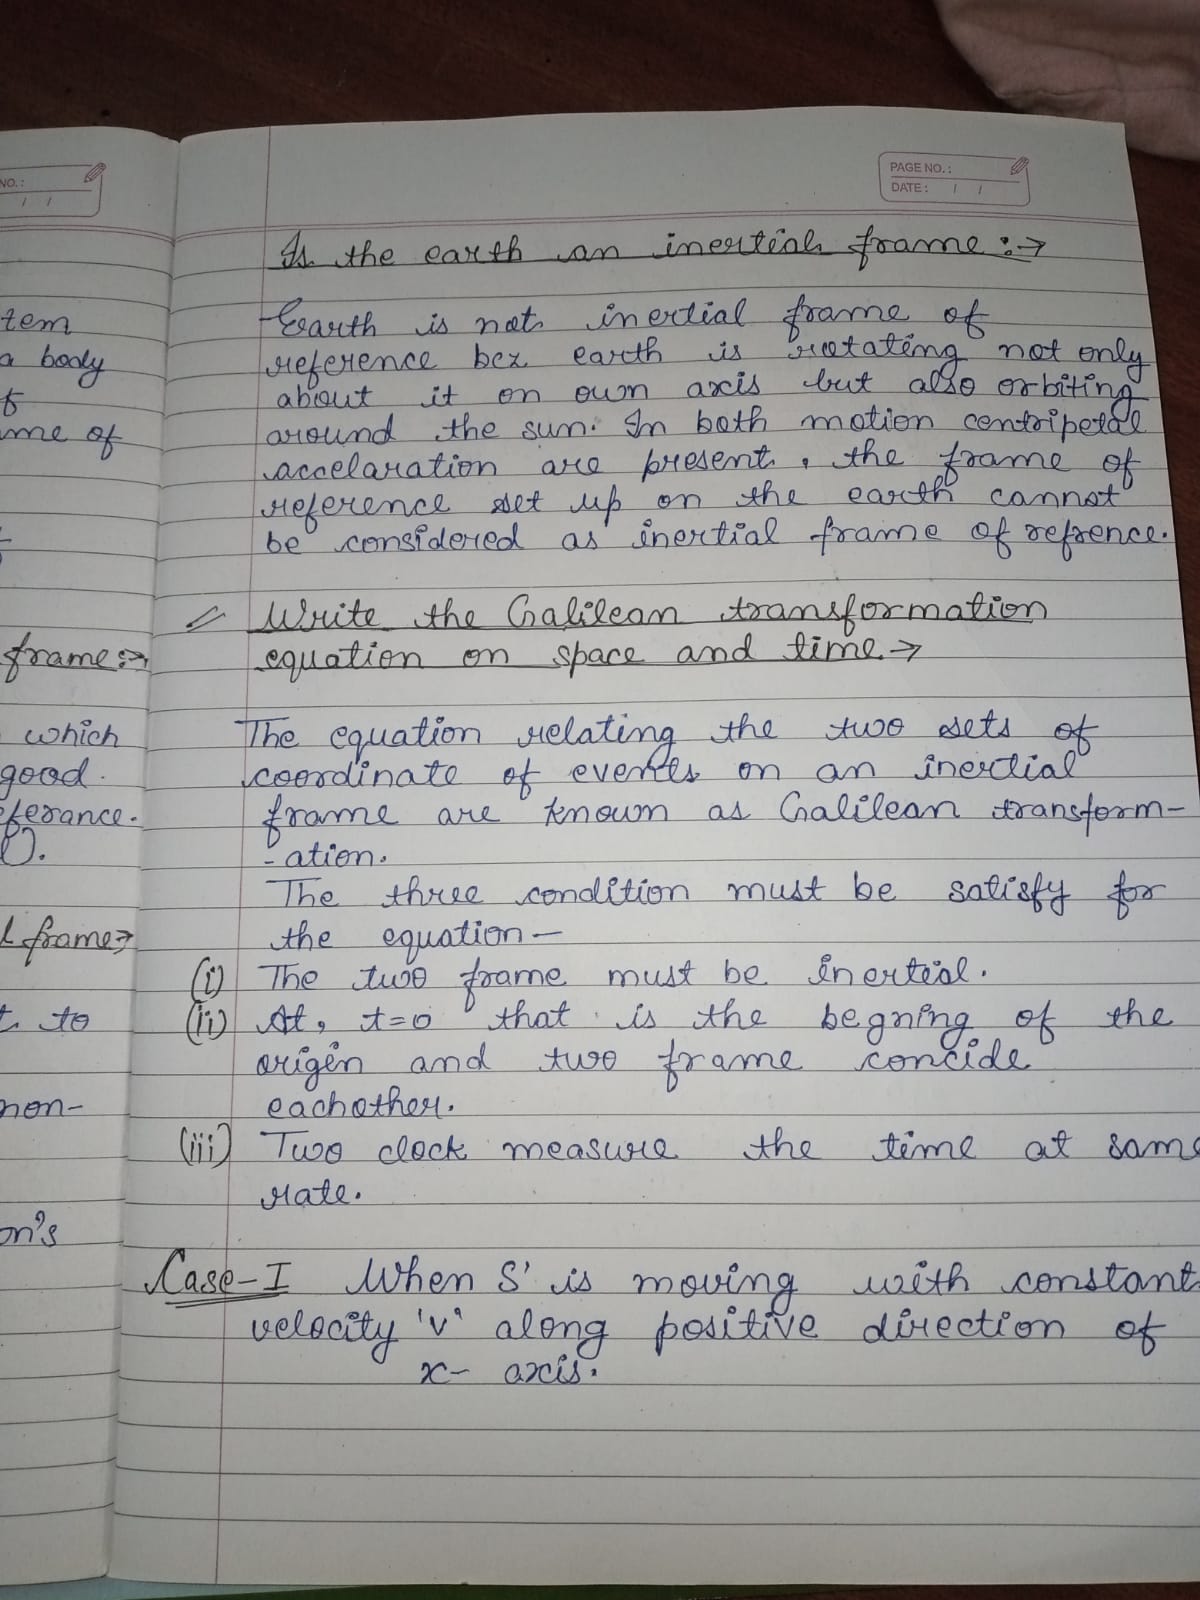 NO.:
/ /
tem
a body
me of
frame:→
which
good.
eferance.
l frame→
t to
non-
on's
PAGE NO.:
DATE: / /
Is the earth an inertial frame:→
Earth is not inertial frame of
reference bcz earth is rotating not only
about it on own axis but also orbiting
around the sun. In both motion centripetal
accelaration are present, the frame of
reference set up on the earth cannot
be considered as inertial frame of refrence.
Write the Galilean transformation
equation on space and time.→
The equation relating the two sets of
coordinate of events on an inertial
frame are known as Galilean transform-
-ation.
The three condition must be satisfy for
the equation—
(i) The two frame must be inertial.
(ii) At, t=0 that is the begning of the
origin and two frame concide
eachother.
(iii) Two clock measure the time at same
rate.
Case-I When S' is moving with constant
velocity 'v' along positive direction of
x- axis.